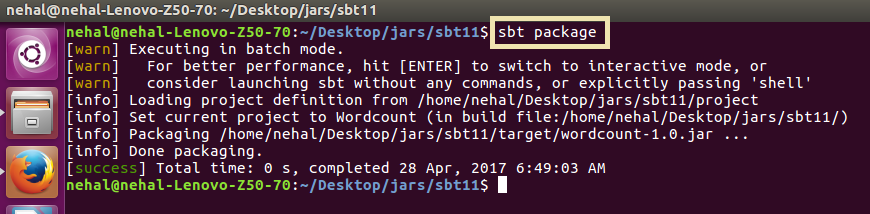 nehal@nehal-Lenovo-Z50-70: ~/Desktop/jars/sbt11
nehal@nehal-Lenovo-Z50-70:~/Desktop/jars/sbt11$ sbt package
[warn] Executing in batch mode.
[warn]   For better performance, hit [ENTER] to switch to interactive mode, or
[warn]   consider launching sbt without any commands, or explicitly passing 'shell'
[info] Loading project definition from /home/nehal/Desktop/jars/sbt11/project
[info] Set current project to Wordcount (in build file:/home/nehal/Desktop/jars/sbt11/)
[info] Packaging /home/nehal/Desktop/jars/sbt11/target/wordcount-1.0.jar ...
[info] Done packaging.
[success] Total time: 0 s, completed 28 Apr, 2017 6:49:03 AM
nehal@nehal-Lenovo-Z50-70:~/Desktop/jars/sbt11$